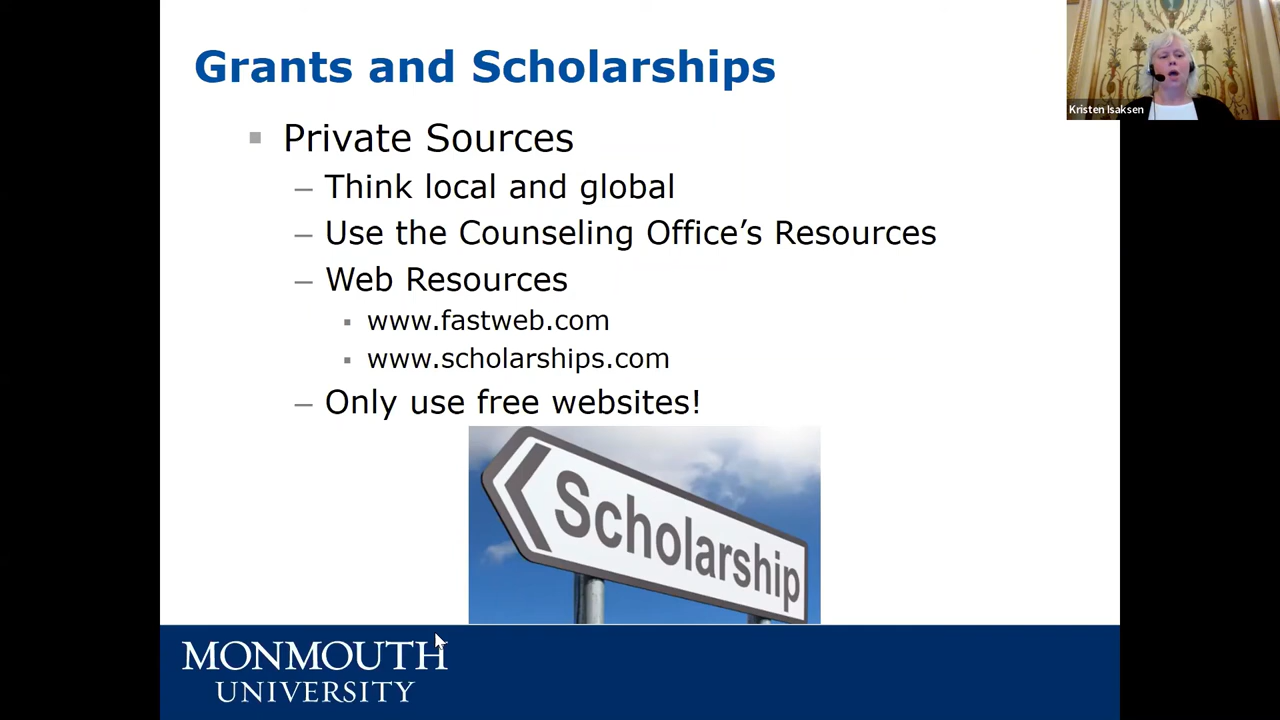 Grants and Scholarships
Kristen Isaksen
Private Sources
Think local and global
Use the Counseling Office’s Resources
Web Resources
www.fastweb.com
www.scholarships.com
Only use free websites!
Scholarship
MONMOUTH
UNIVERSITY